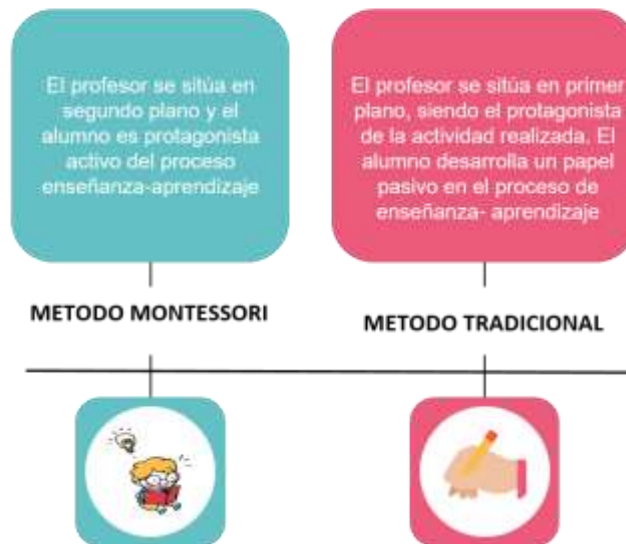 El profesor se sitúa en
segundo plano y el
alumno es protagonista
activo del proceso
enseñanza-aprendizaje
El profesor se sitúa en primer
plano, siendo el protagonista
de la actividad realizada, El
alumno desarrolla un papel
pasivo en el proceso de
enseñanza- aprendizaje
METODO MONTESSORI
METODO TRADICIONAL